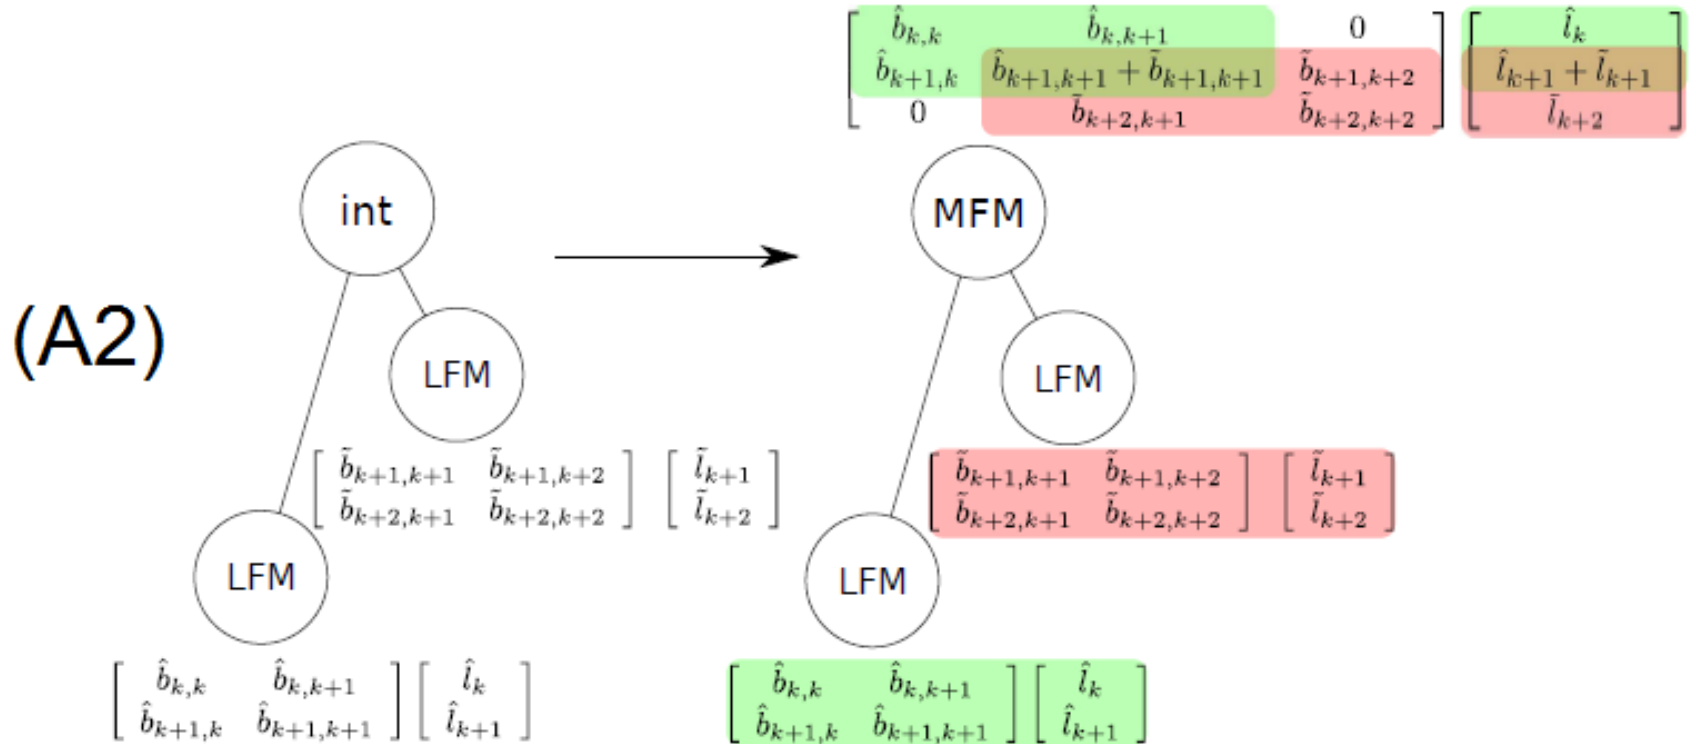 b̂k,k b̂k,k+1 0 l̂k
b̂k+1,k b̂k+1,k+1 + b̃k+1,k+1 b̃k+1,k+2 l̂k+1 + l̃k+1
0 b̃k+2,k+1 b̃k+2,k+2 l̃k+2
int
MFM
(A2)
LFM
LFM
b̃k+1,k+1 b̃k+1,k+2 l̃k+1
b̃k+2,k+1 b̃k+2,k+2 l̃k+2
b̃k+1,k+1 b̃k+1,k+2 l̃k+1
b̃k+2,k+1 b̃k+2,k+2 l̃k+2
LFM
LFM
b̂k,k b̂k,k+1 l̂k
b̂k+1,k b̂k+1,k+1 l̂k+1
b̂k,k b̂k,k+1 l̂k
b̂k+1,k b̂k+1,k+1 l̂k+1